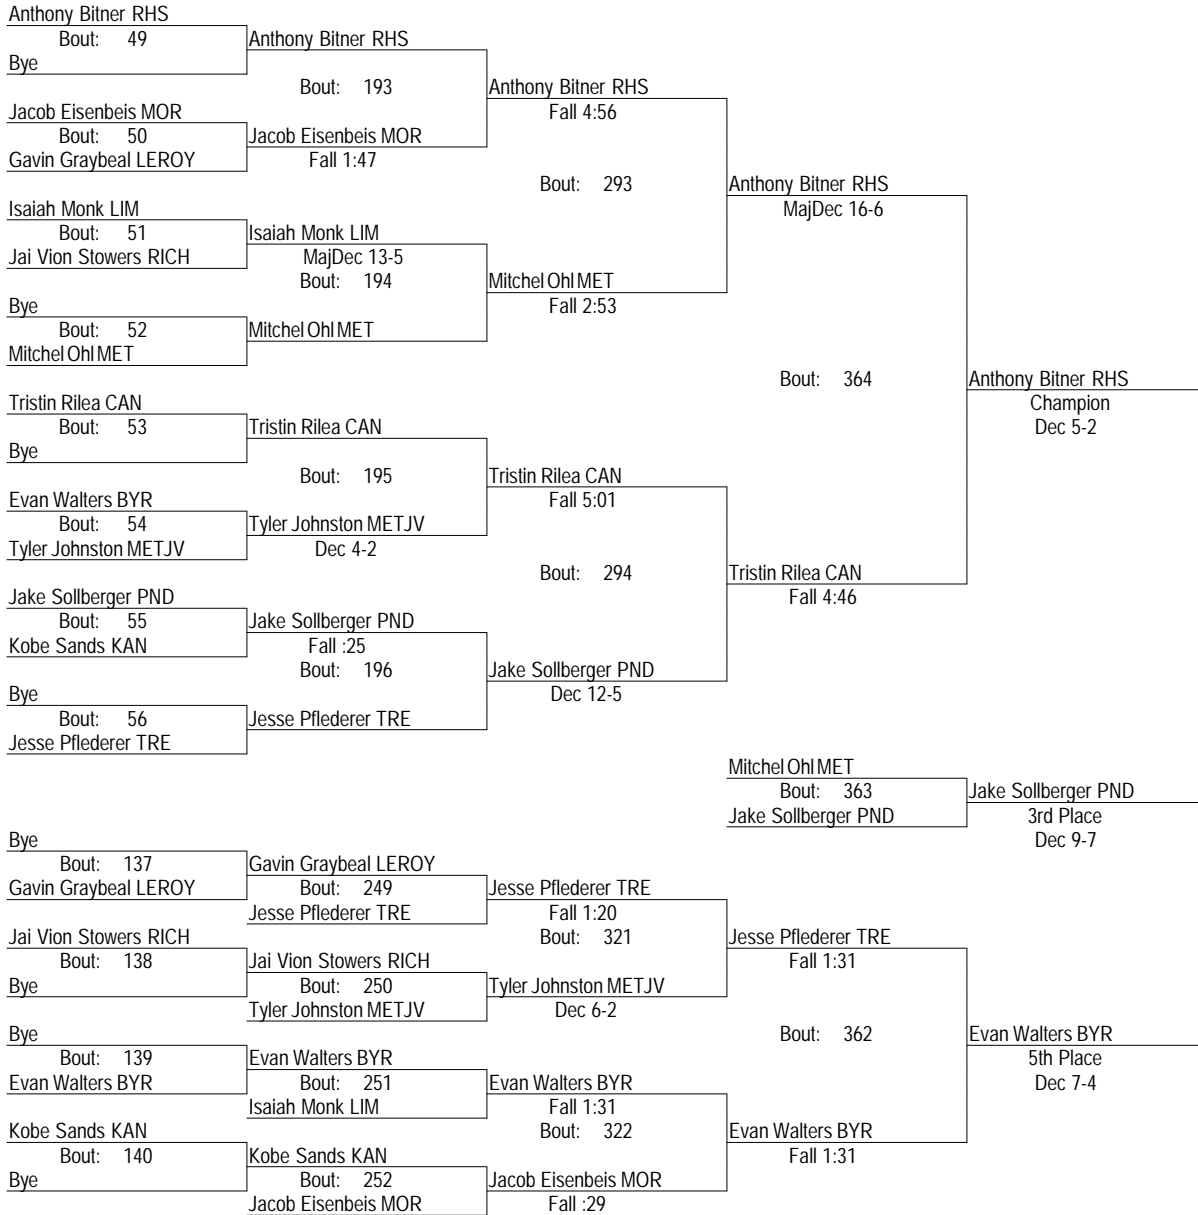 Anthony Bitner RHS
Bout: 49
Bye
Anthony Bitner RHS
Bout: 193
Jacob Eisenbeis MOR
Bout: 50
Gavin Graybeal LEROY
Jacob Eisenbeis MOR
Fall 1:47
Anthony Bitner RHS
Fall 4:56
Bout: 293
Isaiah Monk LIM
Bout: 51
Jai Vion Stowers RICH
Isaiah Monk LIM
MajDec 13-5
Bout: 194
Bye
Bout: 52
Mitchel Ohl MET
Mitchel Ohl MET
Mitchel Ohl MET
Fall 2:53
Anthony Bitner RHS
MajDec 16-6
Bout: 364
Tristin Rilea CAN
Bout: 53
Bye
Tristin Rilea CAN
Bout: 195
Evan Walters BYR
Bout: 54
Tyler Johnston METJV
Tyler Johnston METJV
Dec 4-2
Tristin Rilea CAN
Fall 5:01
Bout: 294
Jake Sollberger PND
Bout: 55
Kobe Sands KAN
Jake Sollberger PND
Fall :25
Bout: 196
Bye
Bout: 56
Jesse Pflederer TRE
Jesse Pflederer TRE
Jake Sollberger PND
Dec 12-5
Tristin Rilea CAN
Fall 4:46
Anthony Bitner RHS
Champion
Dec 5-2
Mitchel Ohl MET
Bout: 363
Jake Sollberger PND
Jake Sollberger PND
3rd Place
Dec 9-7
Bye
Bout: 137
Gavin Graybeal LEROY
Gavin Graybeal LEROY
Bout: 249
Jesse Pflederer TRE
Jesse Pflederer TRE
Fall 1:20
Bout: 321
Jai Vion Stowers RICH
Bout: 138
Bye
Jai Vion Stowers RICH
Bout: 250
Tyler Johnston METJV
Tyler Johnston METJV
Dec 6-2
Jesse Pflederer TRE
Fall 1:31
Bout: 362
Bye
Bout: 139
Evan Walters BYR
Evan Walters BYR
Bout: 251
Isaiah Monk LIM
Evan Walters BYR
Fall 1:31
Bout: 322
Kobe Sands KAN
Bout: 140
Bye
Kobe Sands KAN
Bout: 252
Jacob Eisenbeis MOR
Jacob Eisenbeis MOR
Fall :29
Evan Walters BYR
Fall 1:31
Evan Walters BYR
5th Place
Dec 7-4